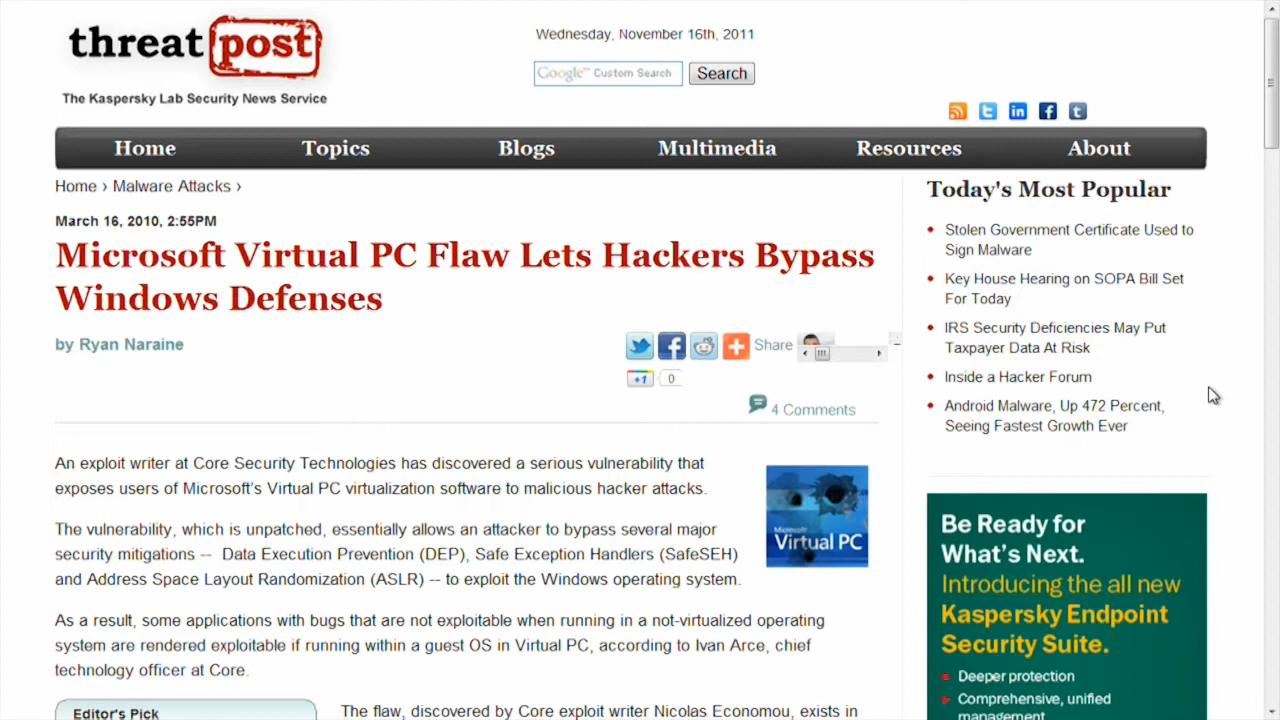 threat post
The Kaspersky Lab Security News Service
Wednesday, November 16th, 2011
Google™ Custom Search
Search
Home Topics Blogs Multimedia Resources About
Home › Malware Attacks ›
March 16, 2010, 2:55PM
Microsoft Virtual PC Flaw Lets Hackers Bypass
Windows Defenses
by Ryan Naraine
Share
+1 0
4 Comments
An exploit writer at Core Security Technologies has discovered a serious vulnerability that
exposes users of Microsoft's Virtual PC virtualization software to malicious hacker attacks.
The vulnerability, which is unpatched, essentially allows an attacker to bypass several major
security mitigations -- Data Execution Prevention (DEP), Safe Exception Handlers (SafeSEH)
and Address Space Layout Randomization (ASLR) -- to exploit the Windows operating system.
Microsoft
Virtual PC
As a result, some applications with bugs that are not exploitable when running in a not-virtualized operating
system are rendered exploitable if running within a guest OS in Virtual PC, according to Ivan Arce, chief
technology officer at Core.
Editor's Pick
The flaw, discovered by Core exploit writer Nicolas Economou, exists in
Today's Most Popular
Stolen Government Certificate Used to
Sign Malware
Key House Hearing on SOPA Bill Set
For Today
IRS Security Deficiencies May Put
Taxpayer Data At Risk
Inside a Hacker Forum
Android Malware, Up 472 Percent,
Seeing Fastest Growth Ever
Be Ready for
What's Next.
Introducing the all new
Kaspersky Endpoint
Security Suite.
Deeper protection
Comprehensive, unified
management